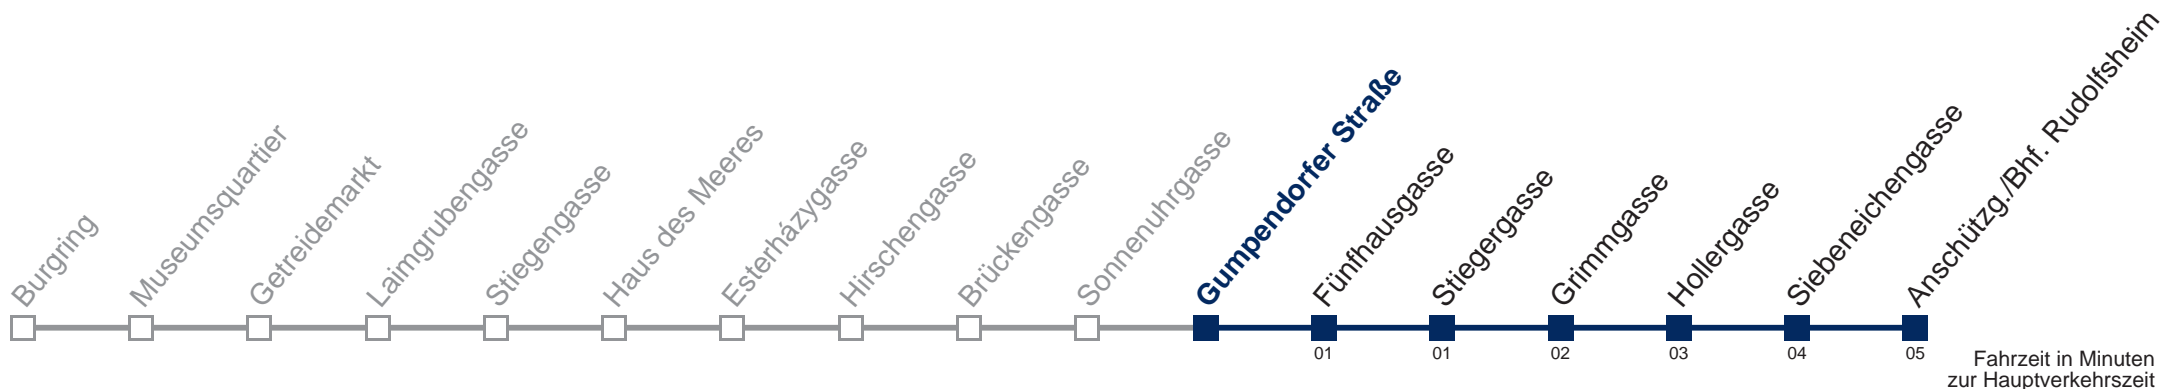 Burgring
Museumsquartier
Getreidemarkt
Laimgrubengasse
Stiegengasse
Haus des Meeres
Esterházygasse
Hirschengasse
Brückengasse
Sonnenuhrgasse
Gumpendorfer Straße
Fünfhausgasse
Stiegergasse
Grimmgasse
Hollergasse
Siebeneichengasse
Anschützg./Bhf. Rudolfsheim
01
01
02
03
04
05
Fahrzeit in Minuten
zur Hauptverkehrszeit